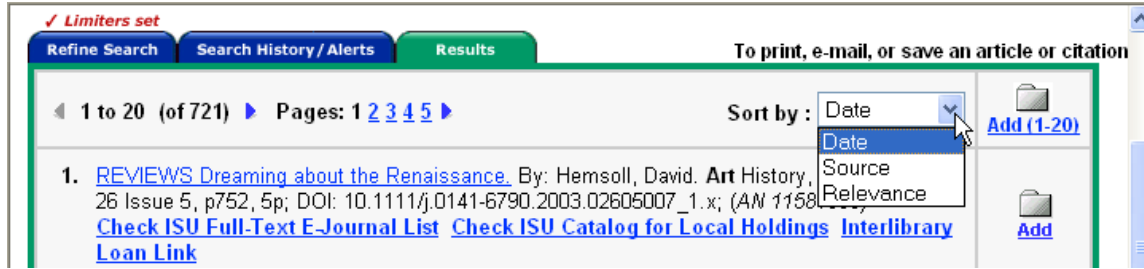 ✓ Limiters set
Refine Search Search History/Alerts Results To print, e-mail, or save an article or citation
1 to 20 (of 721) Pages: 1 2 3 4 5 Sort by : Date Add (1-20)
Date
Source
Relevance
1. REVIEWS Dreaming about the Renaissance. By: Hemsoll, David. Art History,
26 Issue 5, p752, 5p; DOI: 10.1111/j.0141-6790.2003.02605007_1.x; (AN
Check ISU Full-Text E-Journal List Check ISU Catalog for Local Holdings Interlibrary
Loan Link
Add